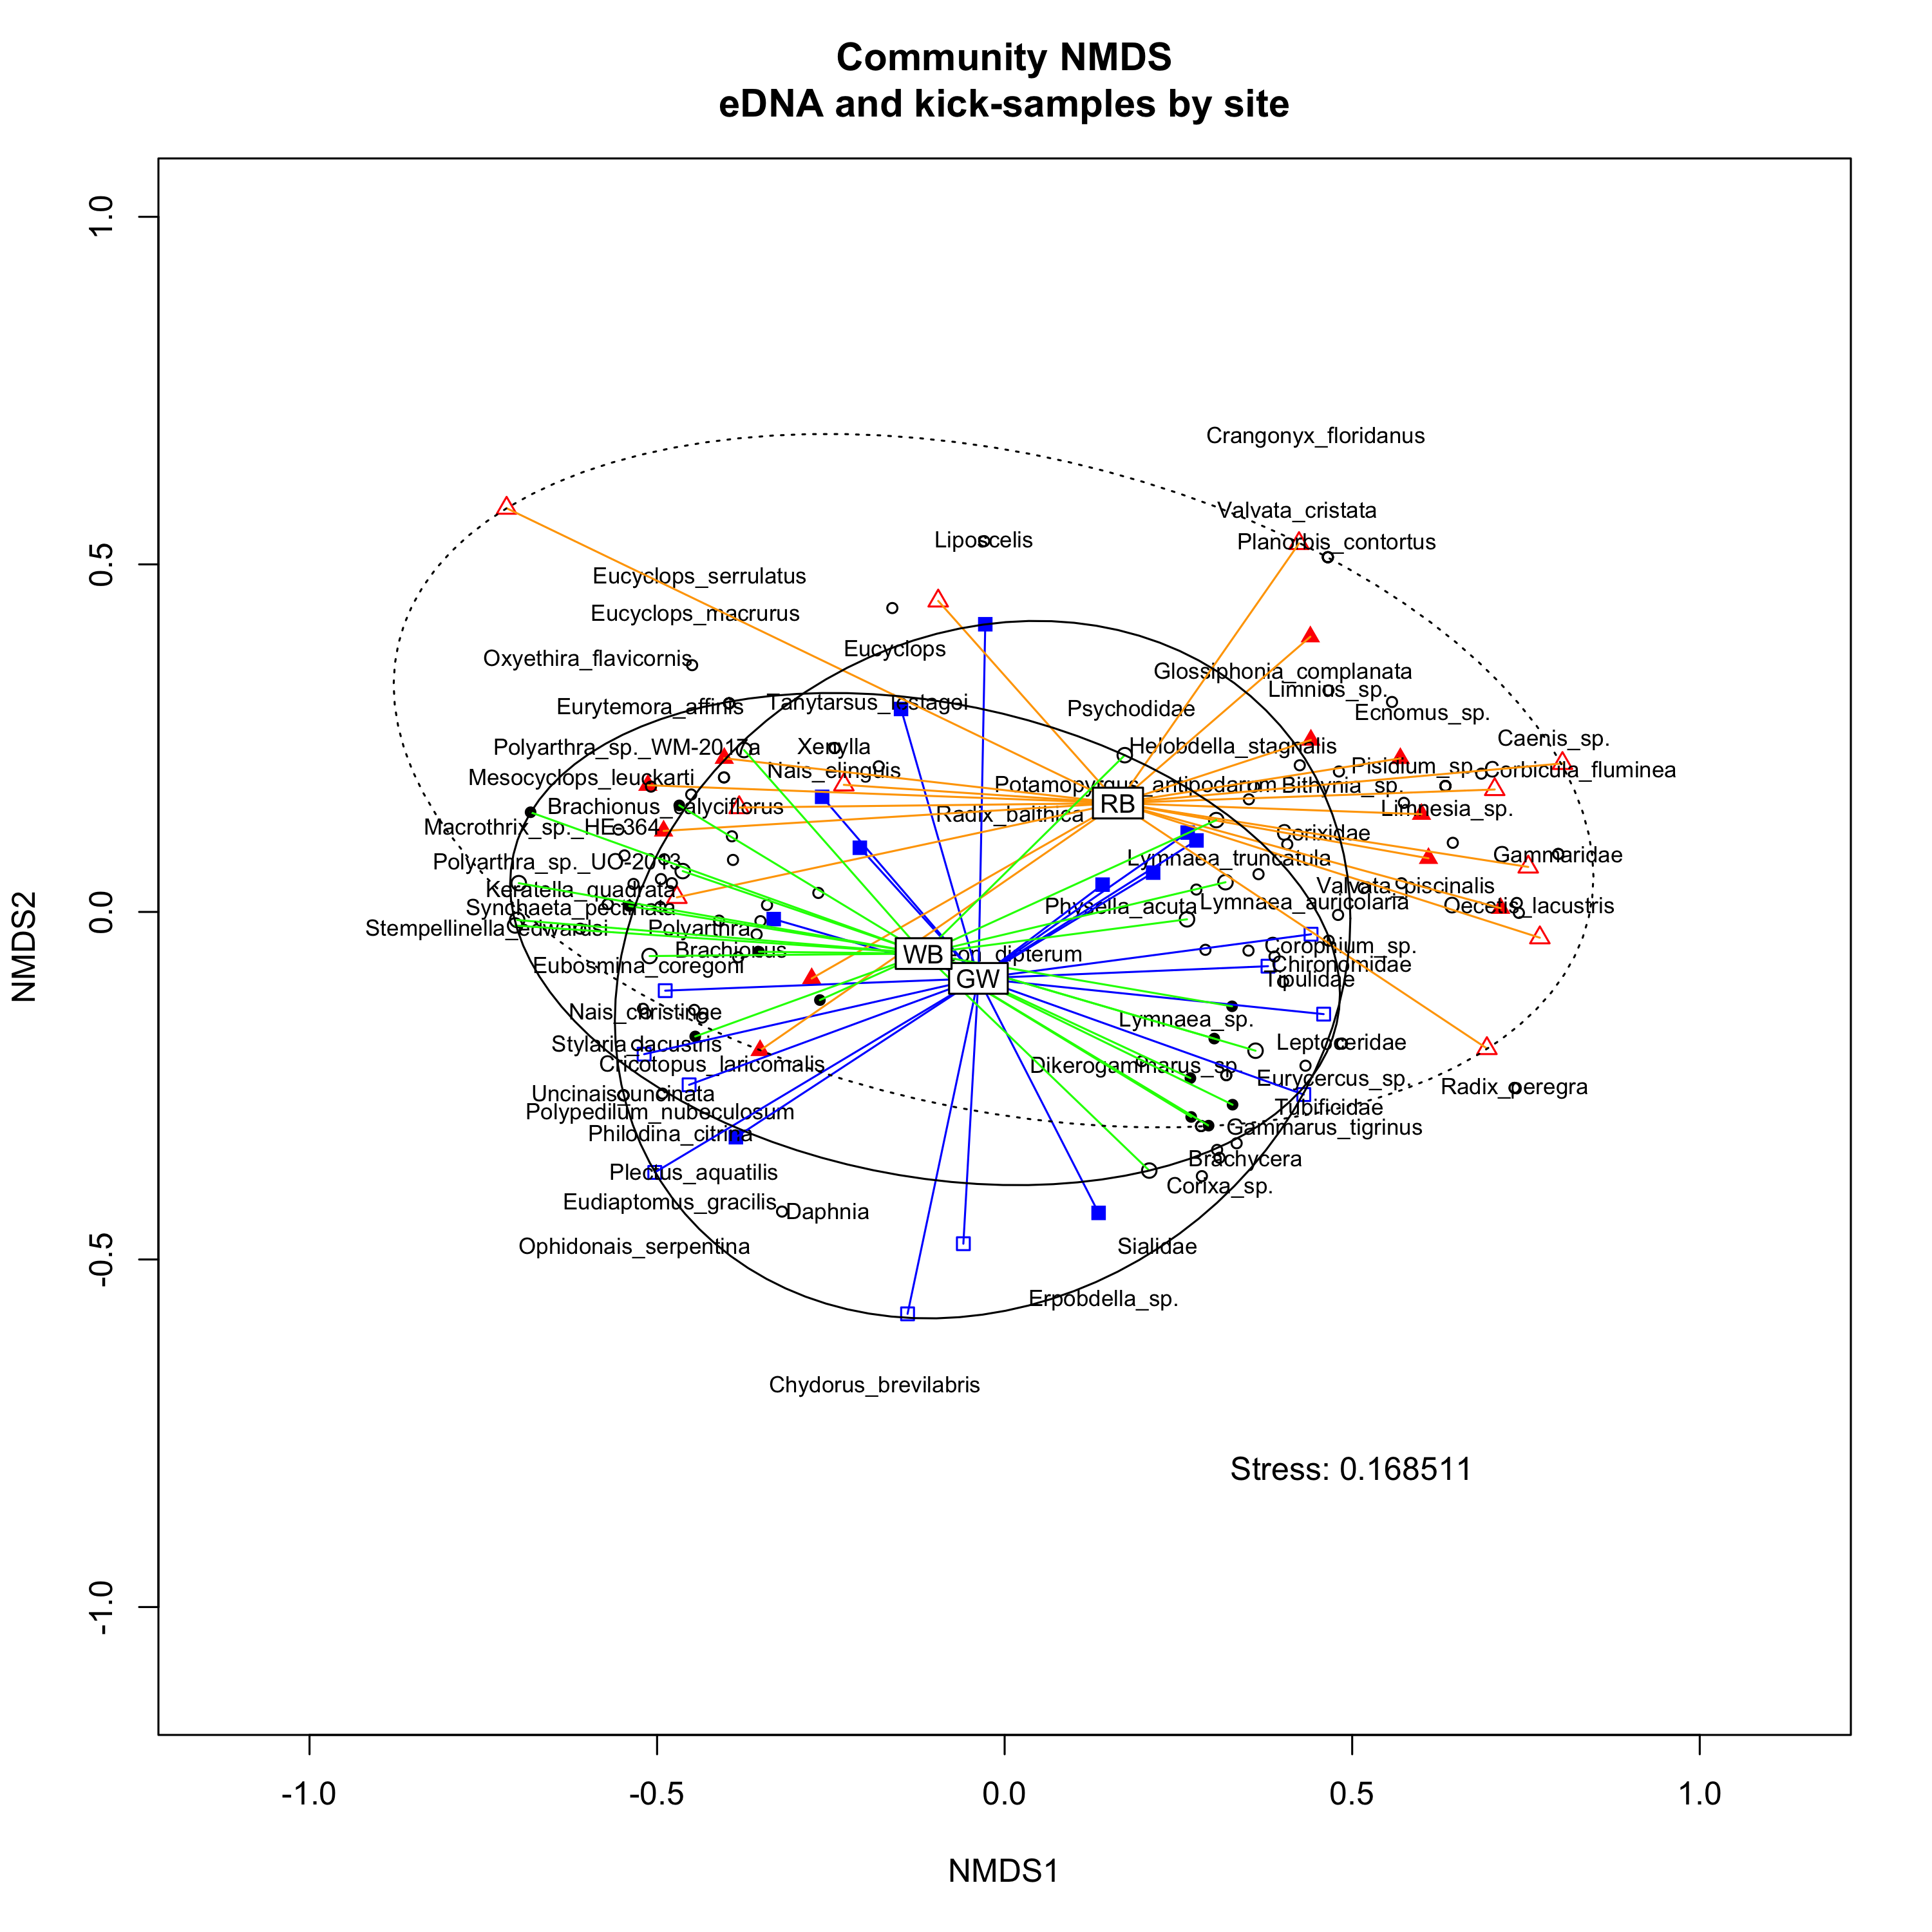 Community NMDS
eDNA and kick-samples by site
1.0
0.5
0.0
-0.5
-1.0
NMDS2
Crangonyx_floridanus
Valvata_cristata
Liposcelis
Planorbis_contortus
Eucyclops_serrulatus
Eucyclops_macrurus
Eucyclops
Oxyethira_flavicornis
Glossiphonia_complanata
Limnius_sp.
Eurytemora_affinis
Tanytarsus_lestagei
Psychodidae
Ecnomus_sp.
Polyarthra_sp._WM-2017a
Xenylla
Helobdella_stagnalis
Caenis_sp.
Mesocyclops_leuckarti
Nais_elinguis
Pisidium_sp.
Corbicula_fluminea
Potamopyrgus_antipodarum
Bithynia_sp.
RB
Brachionus_calyciflorus
Radix_balthica
Limnesia_sp.
Macrothrix_sp._HE-364
Corixidae
Polyarthra_sp._UO-2013
Lymnaea_truncatula
Gammaridae
Keratella_quadrata
Valvata_piscinalis
Synchaeta_pectinata
Physella_acuta
Lymnaea_auricolaria
Oecetis_lacustris
Stempellinella_edwardsi
Polyarthra
Brachionus
WB
dipterum
Corophium_sp.
Eubosmina_coregoni
GW
Chironomidae
Tipulidae
Nais_christinae
Lymnaea_sp.
Stylaria_lacustris
Leptoceridae
Cricotopus_laricomalis
Dikerogammarus_sp.
Eurycercus_sp.
Radix_peregra
Uncinais_uncinata
Polypedilum_nubeculosum
Tubificidae
Philodina_citrina
Gammarus_tigrinus
Plectus_aquatilis
Brachycera
Corixa_sp.
Eudiaptomus_gracilis
Daphnia
Ophidonais_serpentina
Sialidae
Erpobdella_sp.
Chydorus_brevilabris
Stress: 0.168511
-1.0
-0.5
0.0
0.5
1.0
NMDS1